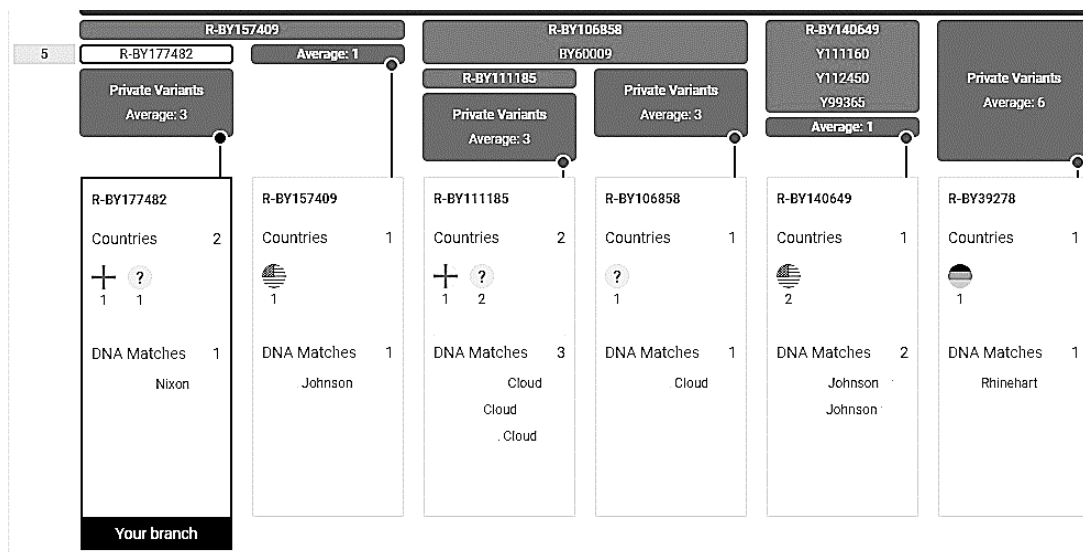 R-BY157409
R-BY106858
R-BY140649
5
R-BY177482
Average: 1
BY60009
Y111160
Private Variants
Average: 3
R-BY111185
Private Variants
Average: 3
Private Variants
Average: 3
Y112450
Y99365
Average: 1
Private Variants
Average: 6
R-BY177482
Countries 2
?
1 1
DNA Matches 1
Nixon
Your branch
R-BY157409
Countries 1
1
DNA Matches 1
Johnson
R-BY111185
Countries 2
?
1 2
DNA Matches 3
Cloud
Cloud
Cloud
R-BY106858
Countries 1
?
1
DNA Matches 1
Cloud
R-BY140649
Countries 1
2
DNA Matches 2
Johnson
Johnson
R-BY39278
Countries 1
1
DNA Matches 1
Rhinehart